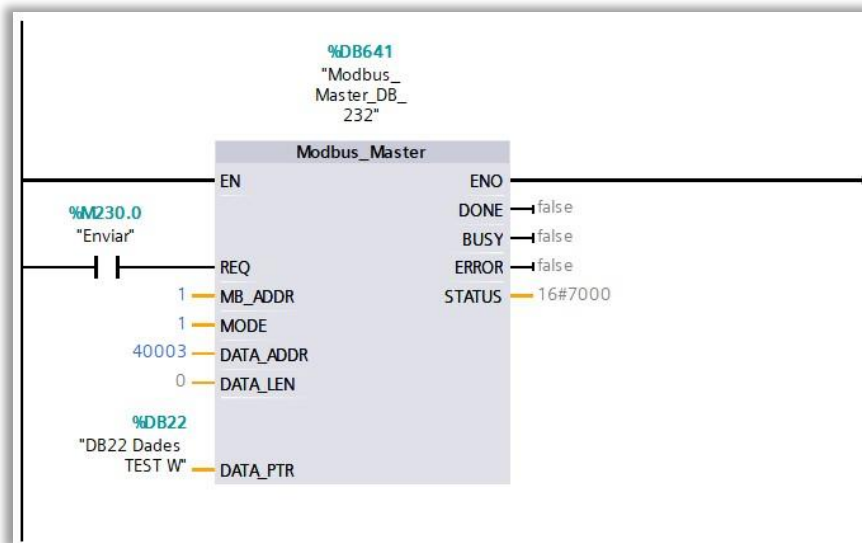 %DB641
"Modbus_
Master_DB_
232"
Modbus_Master
EN
ENO
DONE
false
%M230.0
BUSY
false
"Enviar"
ERROR
false
REQ
STATUS
16#7000
1
MB_ADDR
1
MODE
40003
DATA_ADDR
0
DATA_LEN
%DB22
"DB22 Dades
TEST W"
DATA_PTR